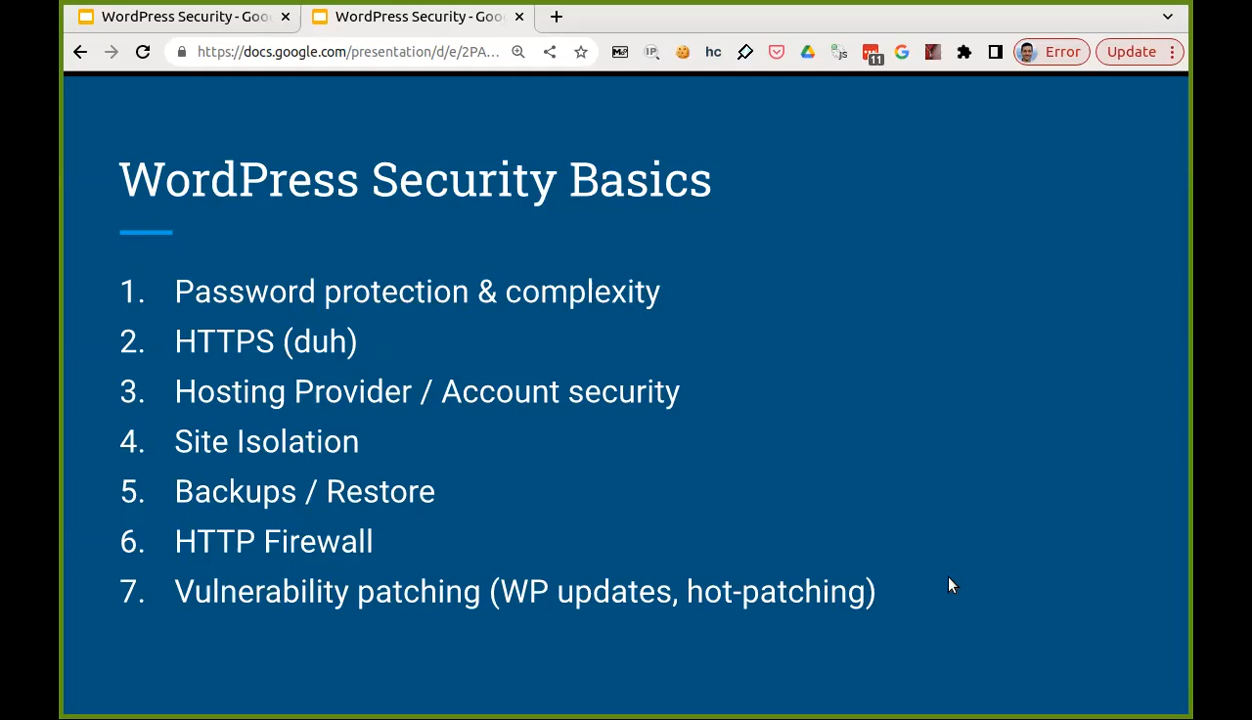 WordPress Security - Goo
WordPress Security - Goo
https://docs.google.com/presentation/d/e/2PA...
hc
11
Error
Update
WordPress Security Basics
1. Password protection & complexity
2. HTTPS (duh)
3. Hosting Provider / Account security
4. Site Isolation
5. Backups / Restore
6. HTTP Firewall
7. Vulnerability patching (WP updates, hot-patching)